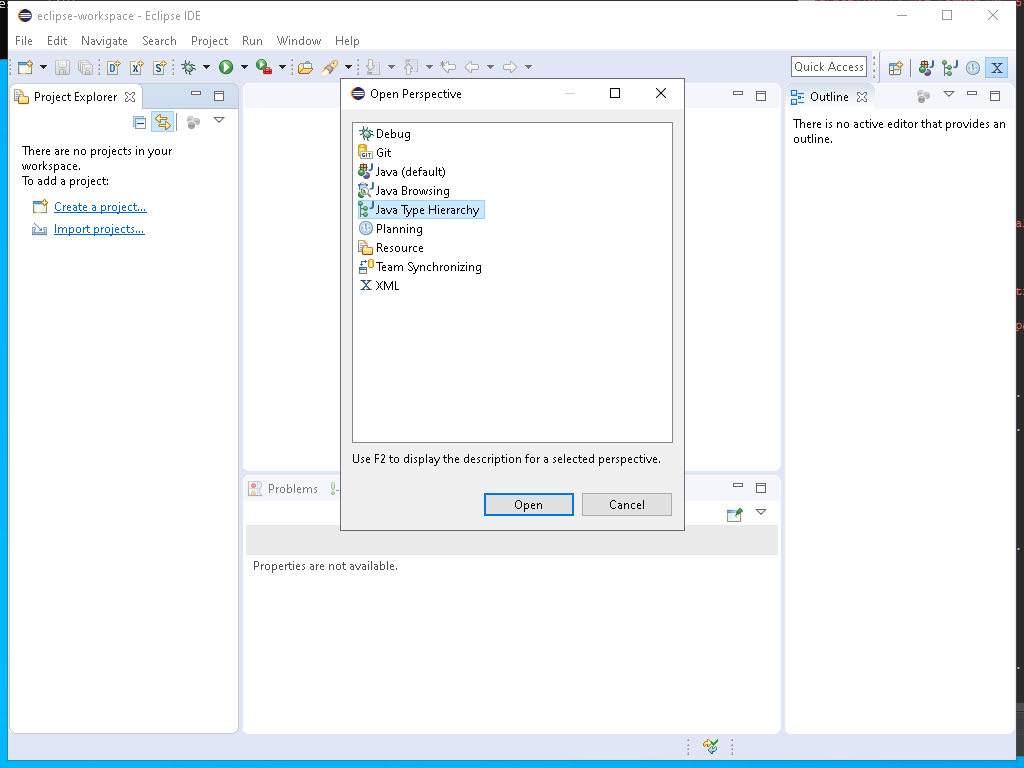 eclipse-workspace - Eclipse IDE
File Edit Navigate Search Project Run Window Help
Quick Access
Project Explorer
There are no projects in your
workspace.
To add a project:
Create a project...
Import projects...
Open Perspective
Debug
Git
Java (default)
Java Browsing
Java Type Hierarchy
Planning
Resource
Team Synchronizing
XML
Use F2 to display the description for a selected perspective.
Open Cancel
Outline
There is no active editor that provides an
outline.
Problems
Properties are not available.